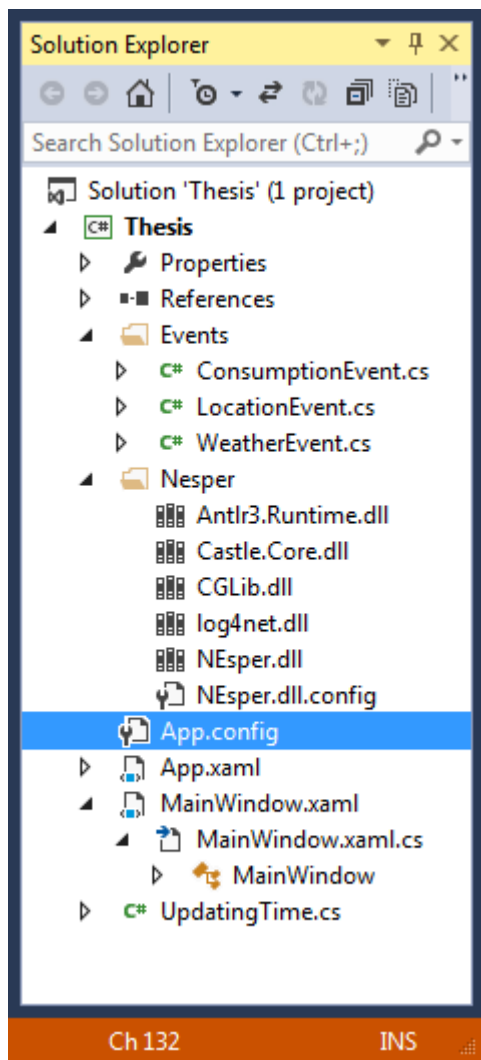 Solution Explorer
Search Solution Explorer (Ctrl+;)
Solution 'Thesis' (1 project)
C# Thesis
Properties
References
Events
C# ConsumptionEvent.cs
C# LocationEvent.cs
C# WeatherEvent.cs
Nesper
Antlr3.Runtime.dll
Castle.Core.dll
CGLib.dll
log4net.dll
NEsper.dll
NEsper.dll.config
App.config
App.xaml
MainWindow.xaml
MainWindow.xaml.cs
MainWindow
C# UpdatingTime.cs
Ch 132 INS